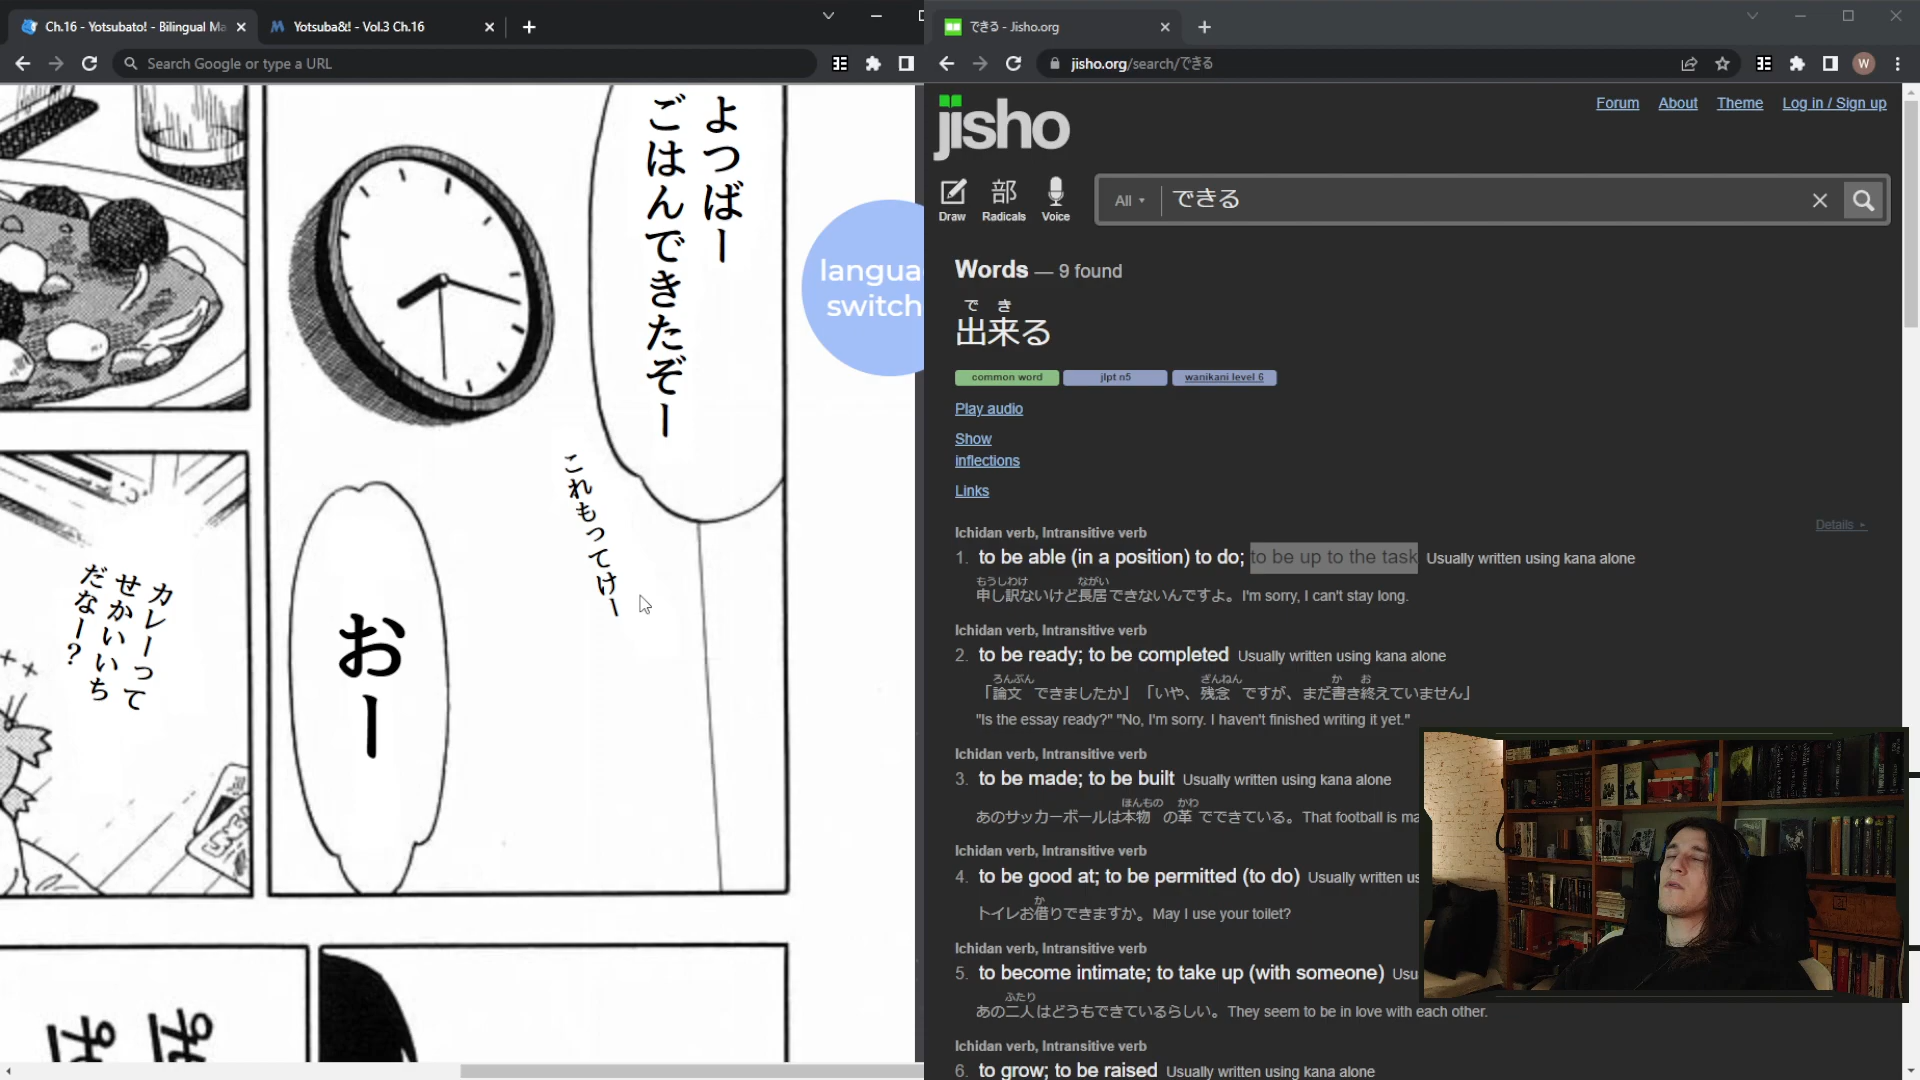 Ch.16 - Yotsubato! - Bilingual Ma
Yotsuba&! - Vol.3 Ch.16
Search Google or type a URL
できる - Jisho.org
jisho.org/search/できる
W
よつばー
ごはんできたぞー
これもってけー
おー
カレーって
せかいいち
だなー?
langua
switch
jisho
Forum
About
Theme
Log in / Sign up
Draw
部
Radicals
Voice
All
できる
Words — 9 found
で き
出来る
common word
jlpt n5
wanikani level 6
Play audio
Show
inflections
Links
Details
Ichidan verb, Intransitive verb
1. to be able (in a position) to do; to be up to the task Usually written using kana alone
もうしわけ ながい
申し訳ないけど長居できないんですよ。I'm sorry, I can't stay long.
Ichidan verb, Intransitive verb
2. to be ready; to be completed Usually written using kana alone
ろんぶん ざんねん か お
「論文 できましたか」「いや、残念 ですが、まだ書き終えていません」
"Is the essay ready?" "No, I'm sorry. I haven't finished writing it yet."
Ichidan verb, Intransitive verb
3. to be made; to be built Usually written using kana alone
ほんもの かわ
あのサッカーボールは本物 の革 でできている。That football is ma
Ichidan verb, Intransitive verb
4. to be good at; to be permitted (to do) Usually written us
か
トイレお借りできますか。May I use your toilet?
Ichidan verb, Intransitive verb
5. to become intimate; to take up (with someone) Usu
ふたり
あの二人はどうもできているらしい。They seem to be in love with each other.
Ichidan verb, Intransitive verb
6. to grow; to be raised Usually written using kana alone